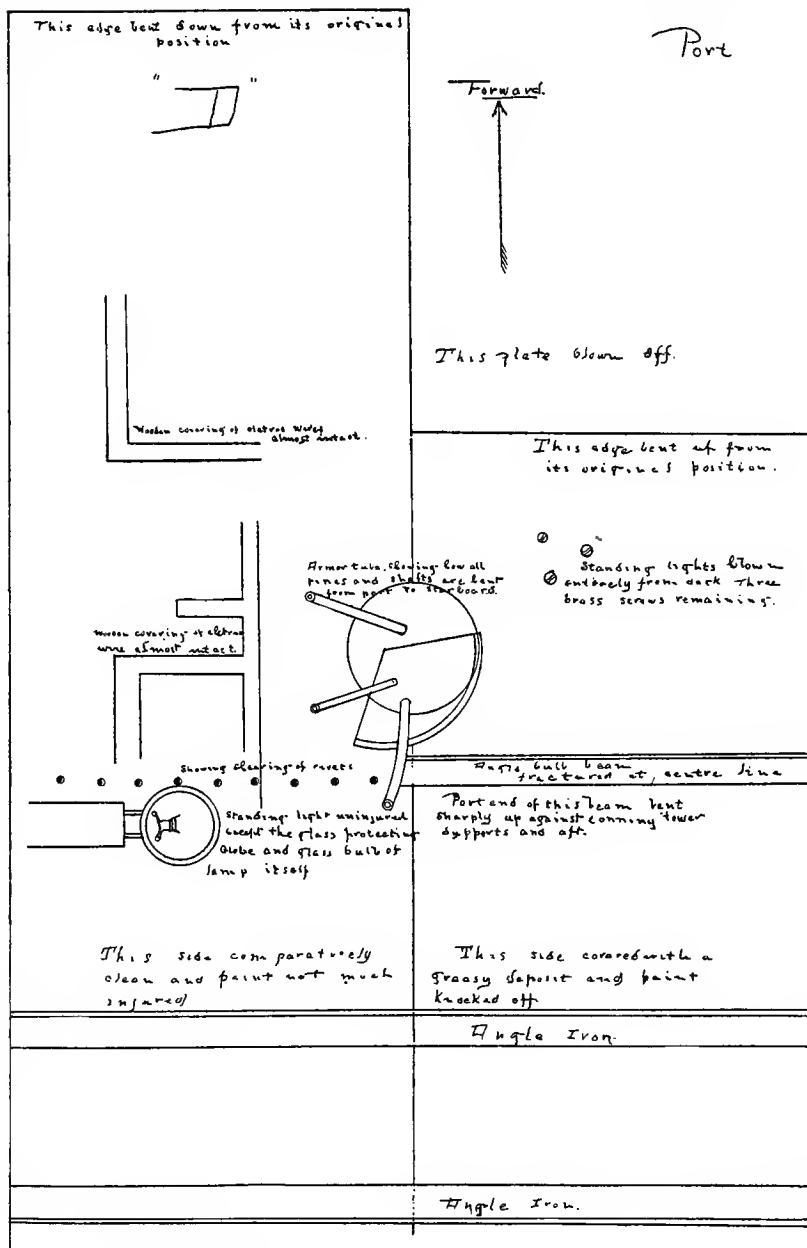 This edge bent down from its original
position
" "
Port
Forward.
This plate blown off.
Wooden covering of eletros wires
almost intact.
This edge bent up from
its original position.
Armor tube, showing how all
pines and shafts are bent
from port to starboard.
Standing lights blown
entirely from dark Three
brass screws remaining.
Wooden covering of eletros
wire almost intact.
Showing shearing of revets
Angle bulb beam
fractured at, centre line
Standing light uninjured
except the glass protecting
Globe and glass bulb of
lamp itself
Port end of this beam bent
sharply up against conning tower
supports and aft.
This side comparatively
clean and paint not much
injured
This side covered with a
greasy deposit and paint
knocked off
Angle Iron.
Angle Iron.